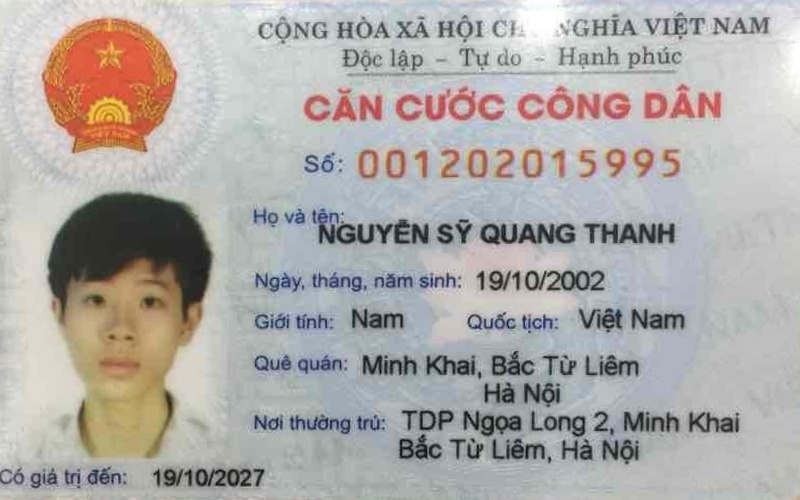 CỘNG HÒA XÃ HỘI CHỦ NGHĨA VIỆT NAM
Độc lập - Tự do - Hạnh phúc
CĂN CƯỚC CÔNG DÂN
Số: 001202015995
Họ và tên:
NGUYỄN SỸ QUANG THANH
Ngày, tháng, năm sinh: 19/10/2002
Giới tính: Nam Quốc tịch: Việt Nam
Quê quán: Minh Khai, Bắc Từ Liêm
Hà Nội
Nơi thường trú: TDP Ngọa Long 2, Minh Khai
Bắc Từ Liêm, Hà Nội
Có giá trị đến: 19/10/2027